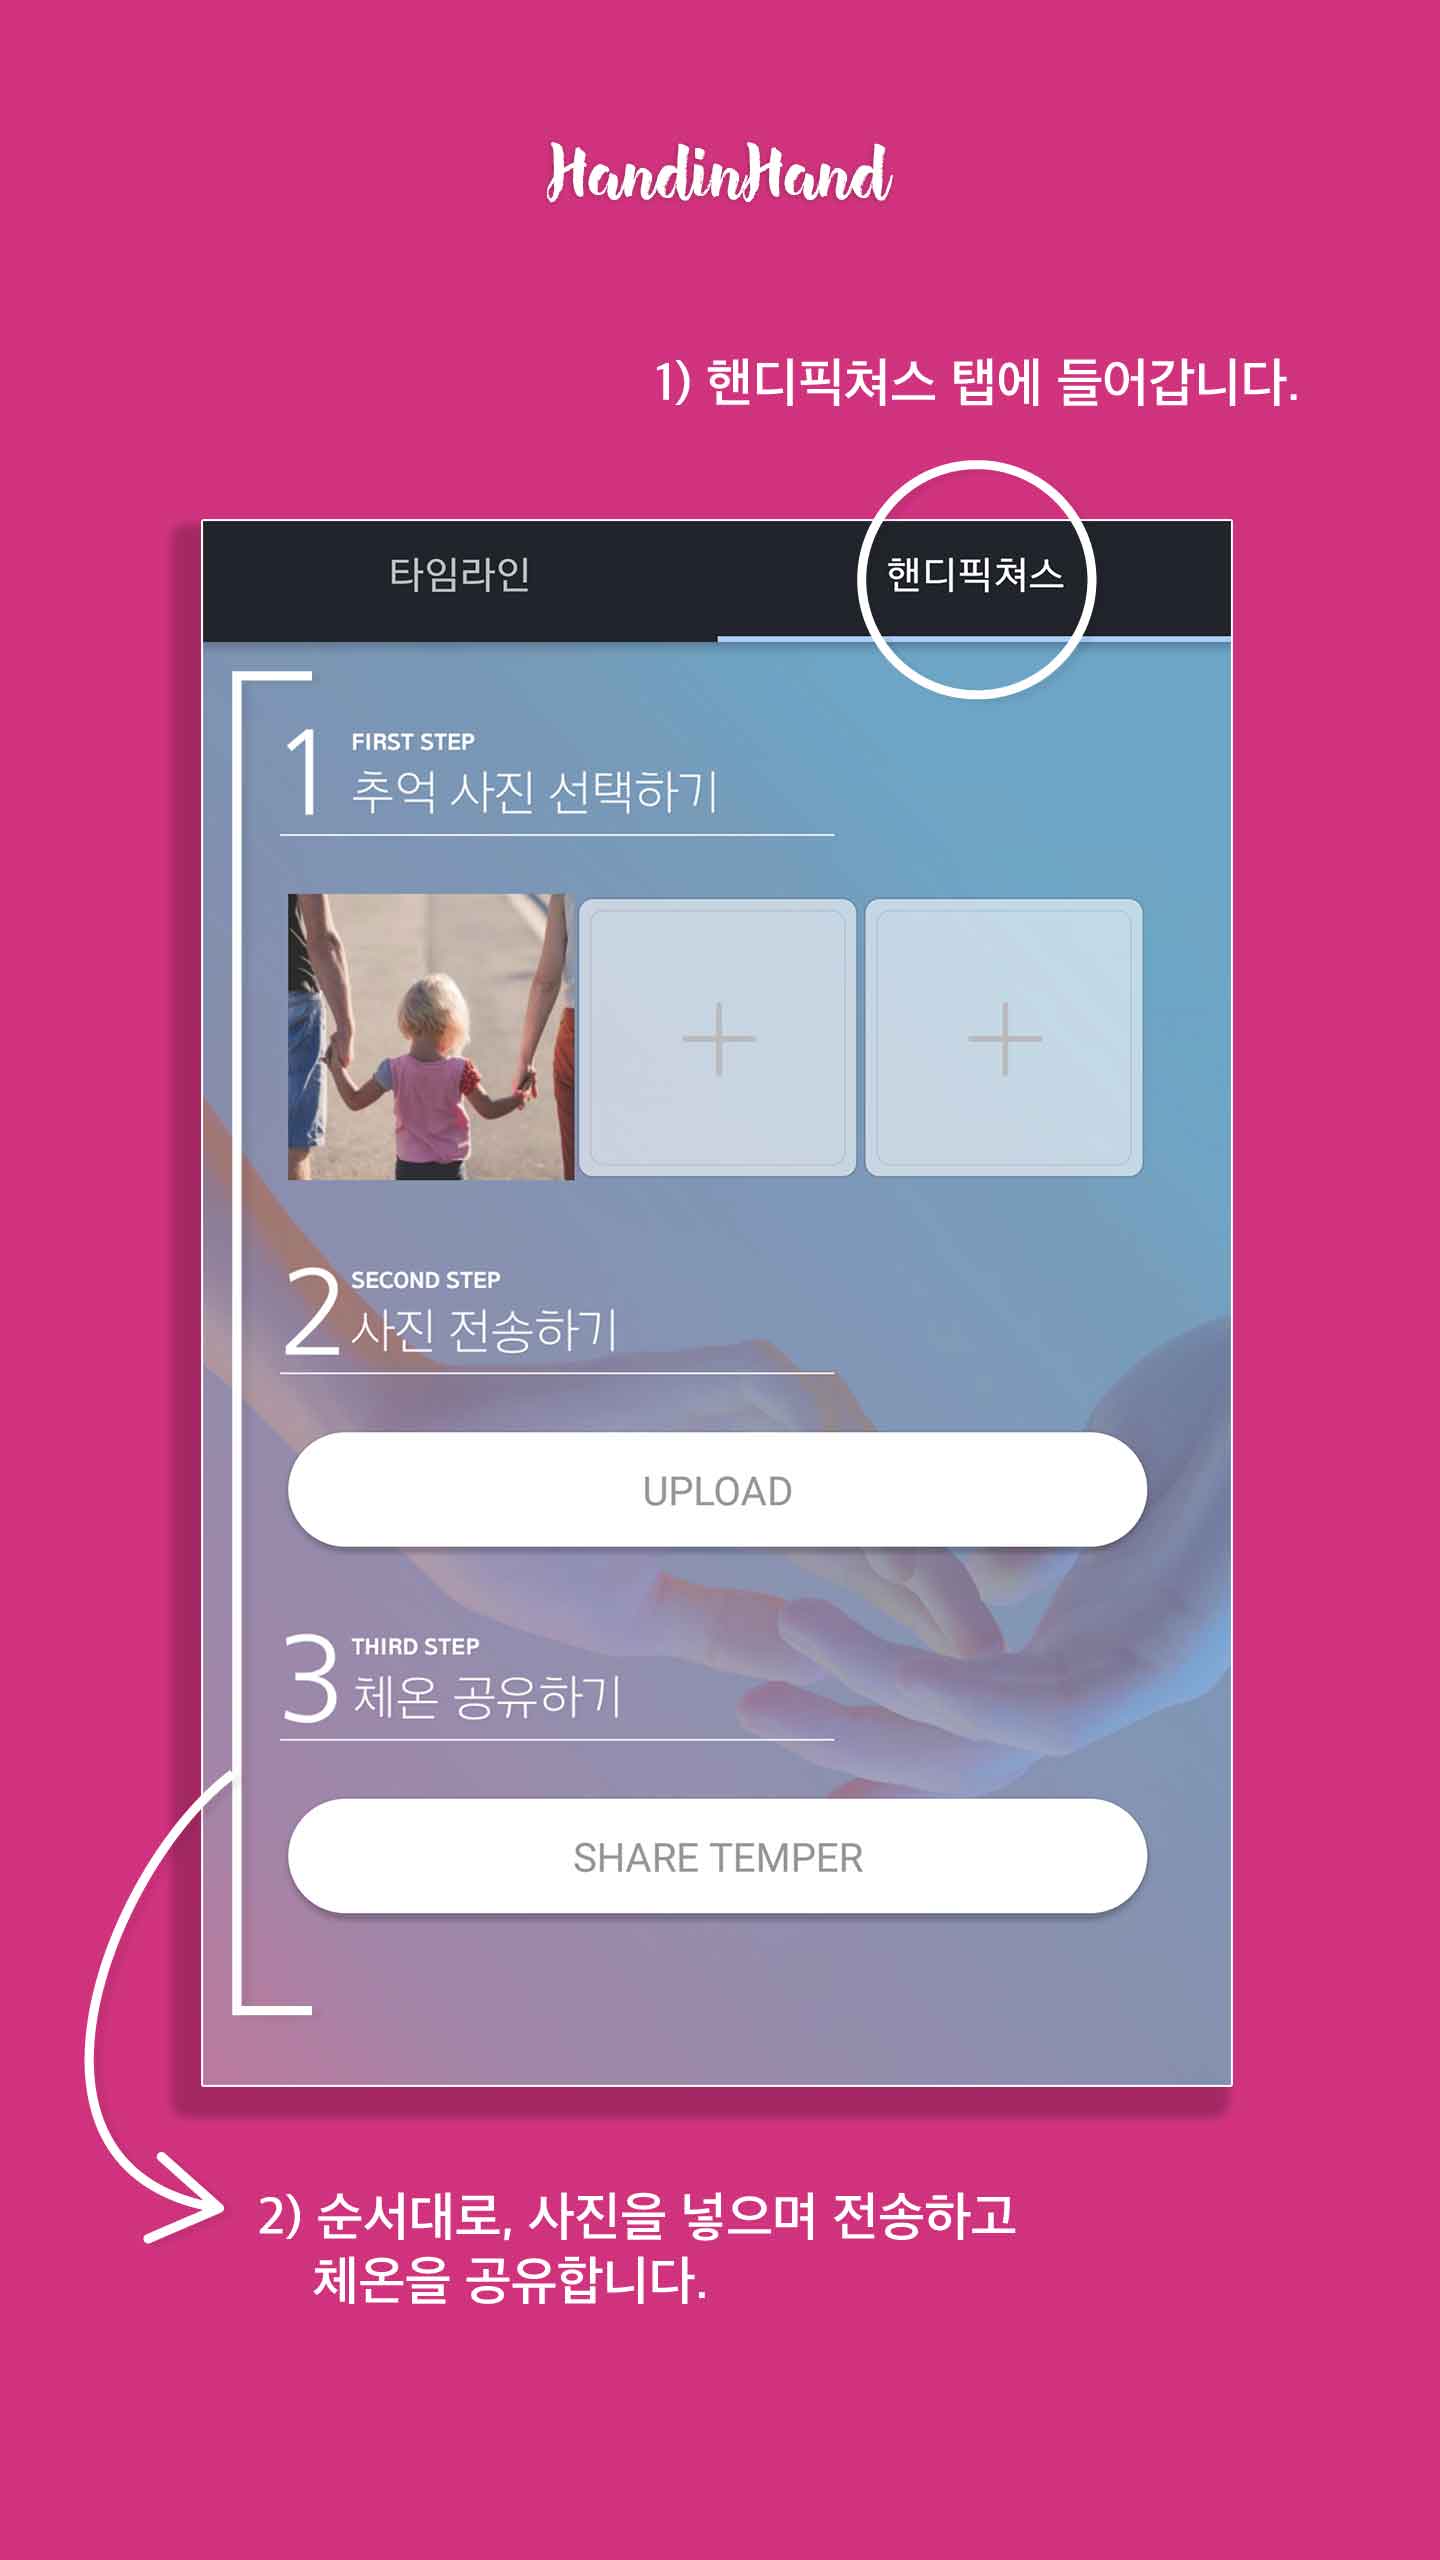 HandinHand
1) 핸디픽쳐스 탭에 들어갑니다.
타임라인
핸디픽쳐스
1
FIRST STEP
추억 사진 선택하기
2
SECOND STEP
사진 전송하기
UPLOAD
3
THIRD STEP
체온 공유하기
SHARE TEMPER
2) 순서대로, 사진을 넣으며 전송하고
체온을 공유합니다.